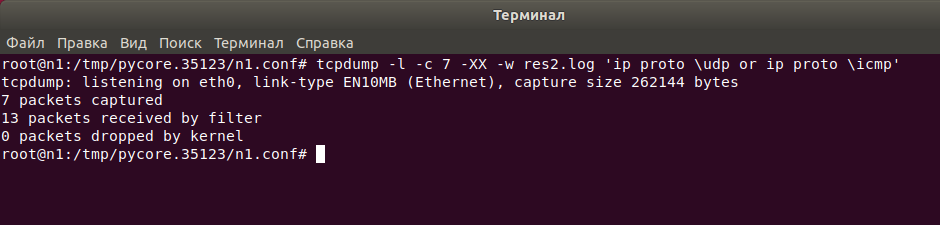 Терминал
Файл Правка Вид Поиск Терминал Справка
root@n1:/tmp/pycore.35123/n1.conf# tcpdump -l -c 7 -XX -w res2.log 'ip proto \udp or ip proto \icmp'
tcpdump: listening on eth0, link-type EN10MB (Ethernet), capture size 262144 bytes
7 packets captured
13 packets received by filter
0 packets dropped by kernel
root@n1:/tmp/pycore.35123/n1.conf#